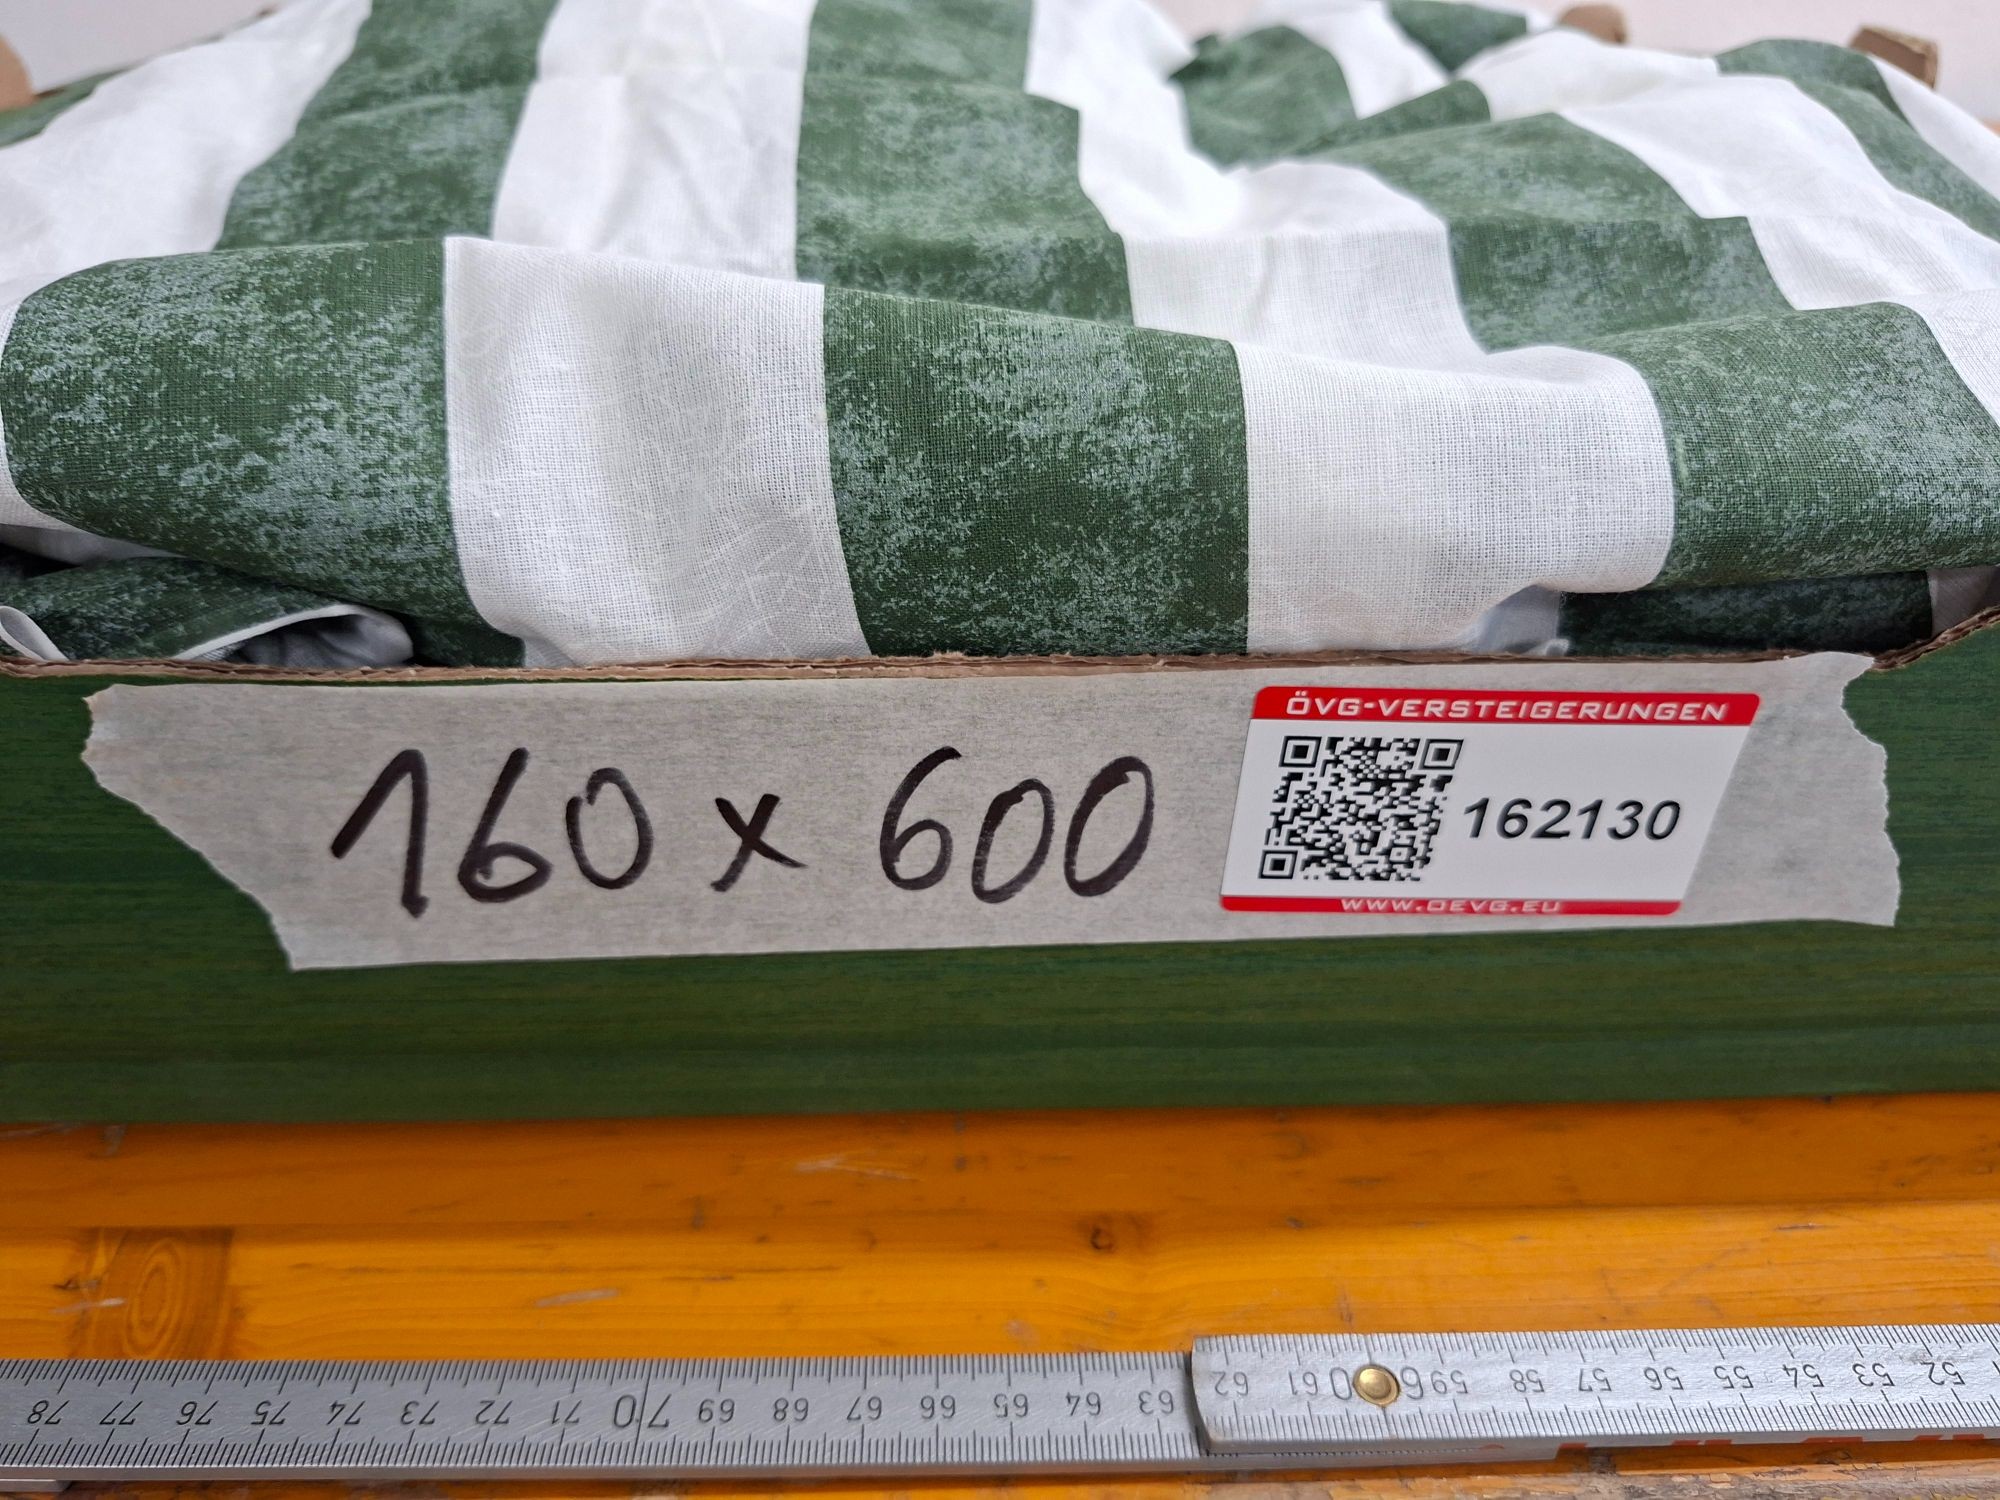 160 x 600
ÖVG-VERSTEIGERUNGEN
162130
WWW.OEVG.EU
78 77 76 75 74 73 72 71 70 69 68 67 66 65 64 63 62 61 60 59 58 57 56 55 54 53 52